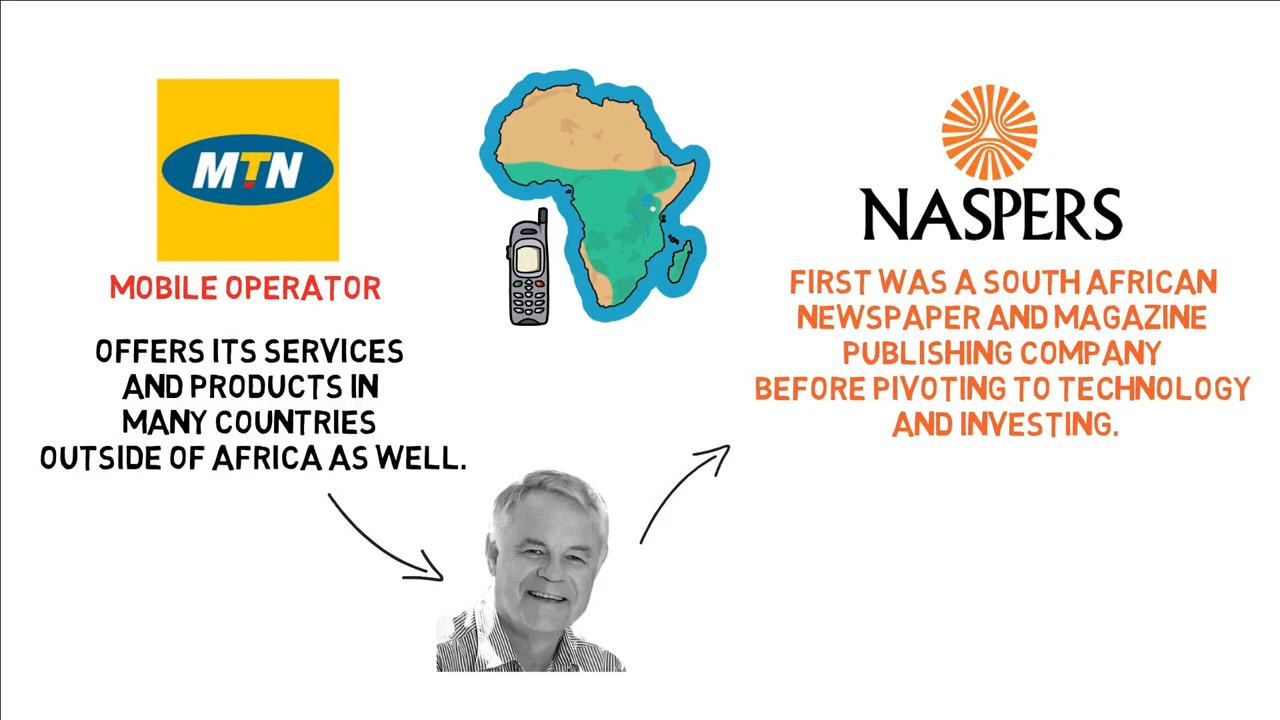 MTN
MOBILE OPERATOR
OFFERS ITS SERVICES
AND PRODUCTS IN
MANY COUNTRIES
OUTSIDE OF AFRICA AS WELL.
NASPERS
FIRST WAS A SOUTH AFRICAN
NEWSPAPER AND MAGAZINE
PUBLISHING COMPANY
BEFORE PIVOTING TO TECHNOLOGY
AND INVESTING.